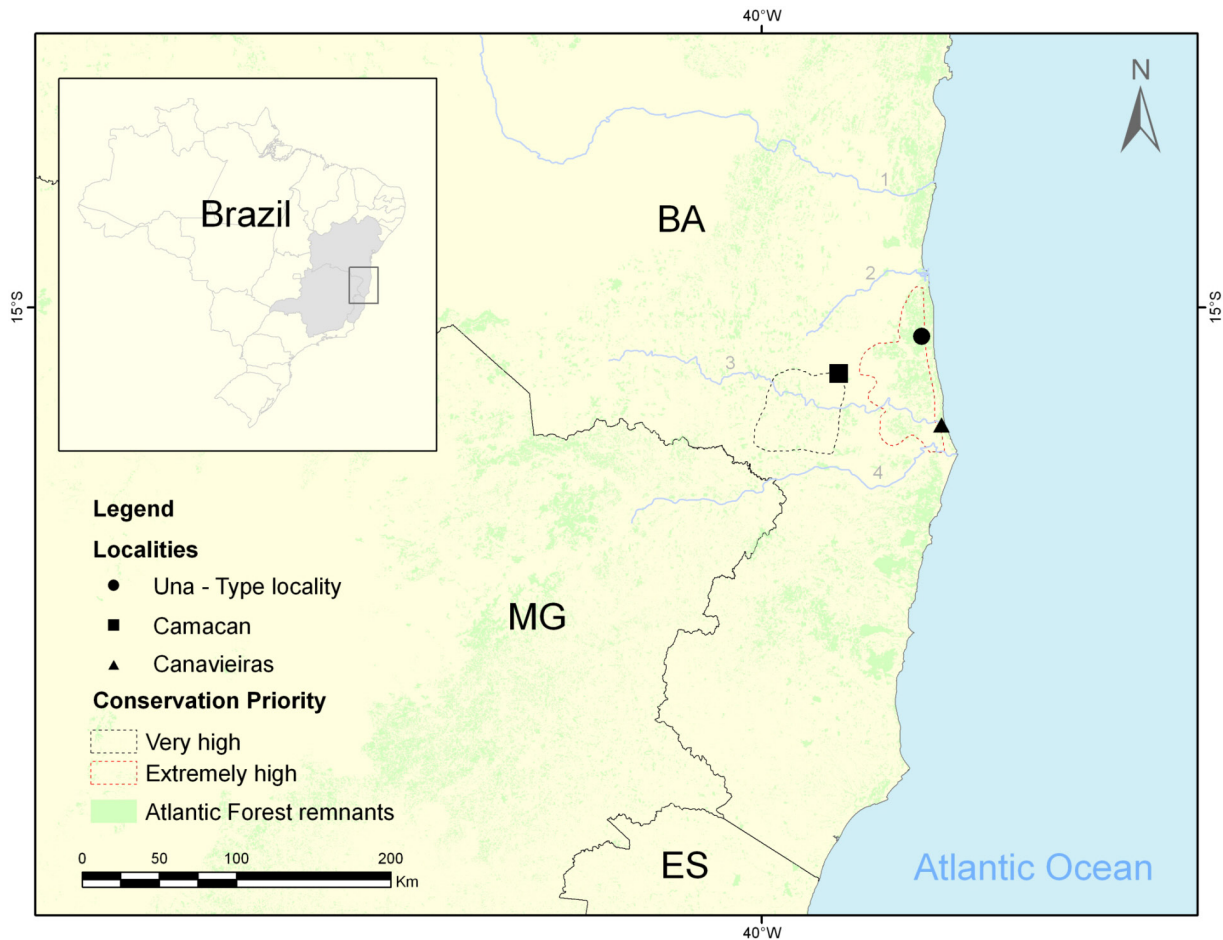 40°W
N
Brazil
BA
1
2
15°S
15°S
3
4
Legend
Localities
Una - Type locality
Camacan
Canavieiras
MG
Conservation Priority
Very high
Extremely high
Atlantic Forest remnants
0 50 100 200
Km
ES
Atlantic Ocean
40°W